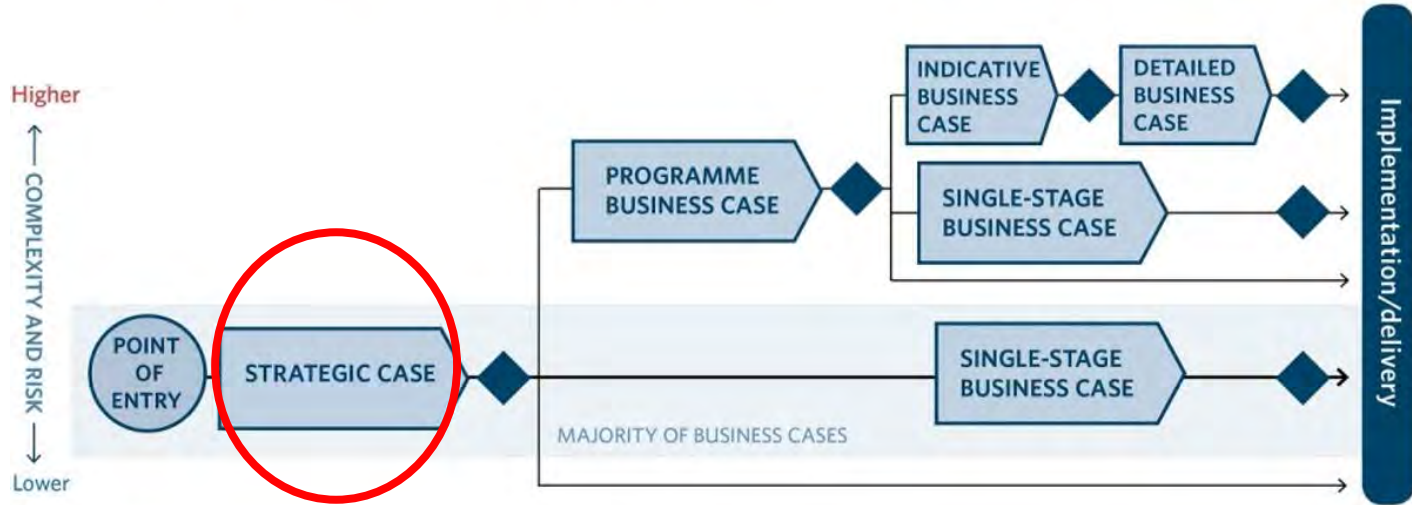 INDICATIVE
BUSINESS
CASE
DETAILED
BUSINESS
CASE
Higher
COMPLEXITY AND RISK
Lower
PROGRAMME
BUSINESS CASE
SINGLE-STAGE
BUSINESS CASE
POINT
OF
ENTRY
STRATEGIC CASE
SINGLE-STAGE
BUSINESS CASE
MAJORITY OF BUSINESS CASES
Implementation/delivery